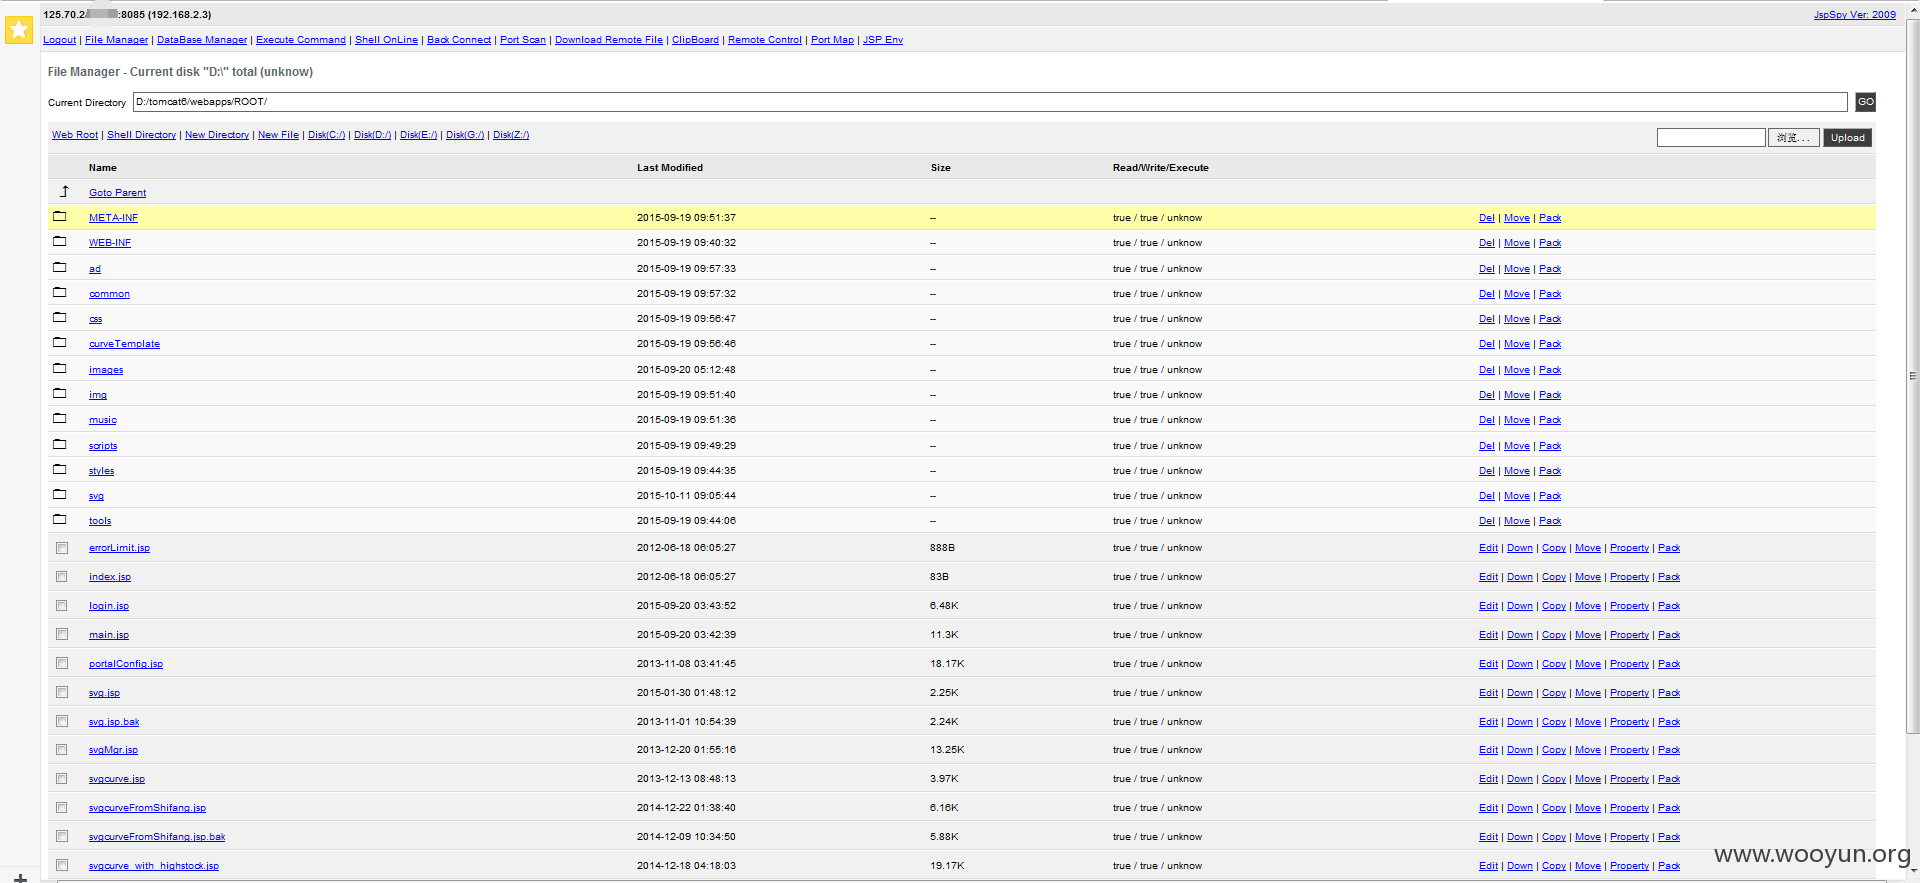 125.70.2 :8085 (192.168.2.3) JspSpy Ver: 2009
Logout | File Manager | DataBase Manager | Execute Command | Shell OnLine | Back Connect | Port Scan | Download Remote File | ClipBoard | Remote Control | Port Map | JSP Env
File Manager - Current disk "D:\" total (unknow)
Current Directory D:/tomcat6/webapps/ROOT/ GO
Web Root | Shell Directory | New Directory | New File | Disk(C:/) | Disk(D:/) | Disk(E:/) | Disk(G:/) | Disk(Z:/) 浏览... Upload
Name Last Modified Size Read/Write/Execute
Goto Parent
META-INF 2015-09-19 09:51:37 -- true / true / unknow Del | Move | Pack
WEB-INF 2015-09-19 09:40:32 -- true / true / unknow Del | Move | Pack
ad 2015-09-19 09:57:33 -- true / true / unknow Del | Move | Pack
common 2015-09-19 09:57:32 -- true / true / unknow Del | Move | Pack
css 2015-09-19 09:56:47 -- true / true / unknow Del | Move | Pack
curveTemplate 2015-09-19 09:56:46 -- true / true / unknow Del | Move | Pack
images 2015-09-20 05:12:48 -- true / true / unknow Del | Move | Pack
img 2015-09-19 09:51:40 -- true / true / unknow Del | Move | Pack
music 2015-09-19 09:51:36 -- true / true / unknow Del | Move | Pack
scripts 2015-09-19 09:49:29 -- true / true / unknow Del | Move | Pack
styles 2015-09-19 09:44:35 -- true / true / unknow Del | Move | Pack
svg 2015-10-11 09:05:44 -- true / true / unknow Del | Move | Pack
tools 2015-09-19 09:44:06 -- true / true / unknow Del | Move | Pack
errorLimit.jsp 2012-06-18 06:05:27 888B true / true / unknow Edit | Down | Copy | Move | Property | Pack
index.jsp 2012-06-18 06:05:27 83B true / true / unknow Edit | Down | Copy | Move | Property | Pack
login.jsp 2015-09-20 03:43:52 6.48K true / true / unknow Edit | Down | Copy | Move | Property | Pack
main.jsp 2015-09-20 03:42:39 11.3K true / true / unknow Edit | Down | Copy | Move | Property | Pack
portalConfig.jsp 2013-11-08 03:41:45 18.17K true / true / unknow Edit | Down | Copy | Move | Property | Pack
svg.jsp 2015-01-30 01:48:12 2.25K true / true / unknow Edit | Down | Copy | Move | Property | Pack
svg.jsp.bak 2013-11-01 10:54:39 2.24K true / true / unknow Edit | Down | Copy | Move | Property | Pack
svgMgr.jsp 2013-12-20 01:55:16 13.25K true / true / unknow Edit | Down | Copy | Move | Property | Pack
svgcurve.jsp 2013-12-13 08:48:13 3.97K true / true / unknow Edit | Down | Copy | Move | Property | Pack
svgcurveFromShifang.jsp 2014-12-22 01:38:40 6.16K true / true / unknow Edit | Down | Copy | Move | Property | Pack
svgcurveFromShifang.jsp.bak 2014-12-09 10:34:50 5.88K true / true / unknow Edit | Down | Copy | Move | Property | Pack
svgcurve_with_highstock.jsp 2014-12-18 04:18:03 19.17K true / true / unknow Edit | Down | Copy | Move | Property | Pack
www.wooyun.org